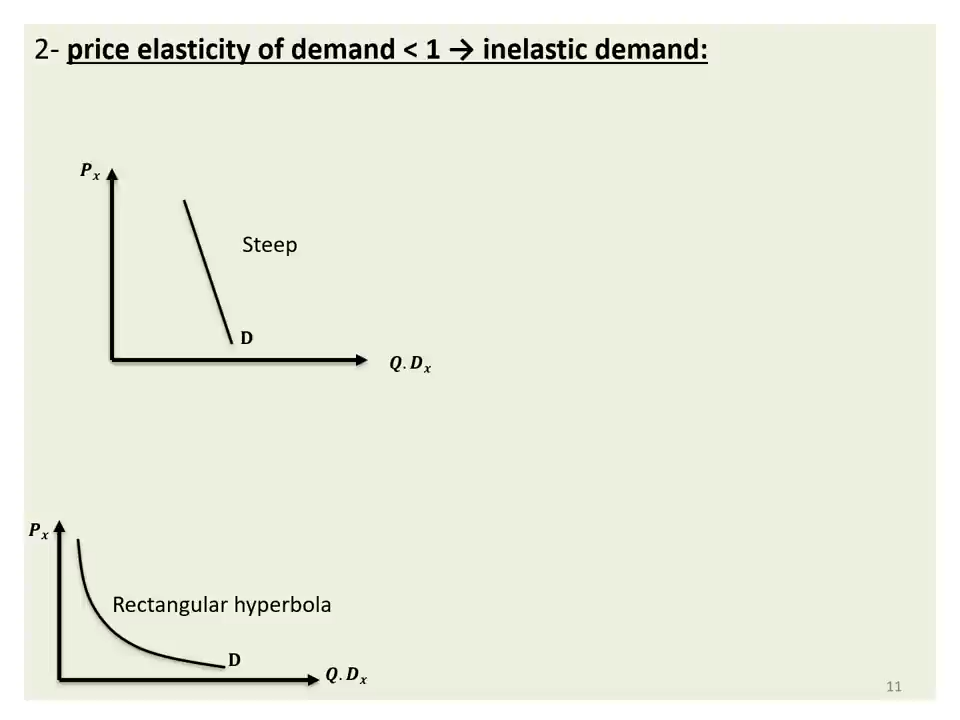 2- price elasticity of demand < 1 → inelastic demand:
Pₓ
Steep
D
Q.Dₓ
Pₓ
Rectangular hyperbola
D
Q.Dₓ
11